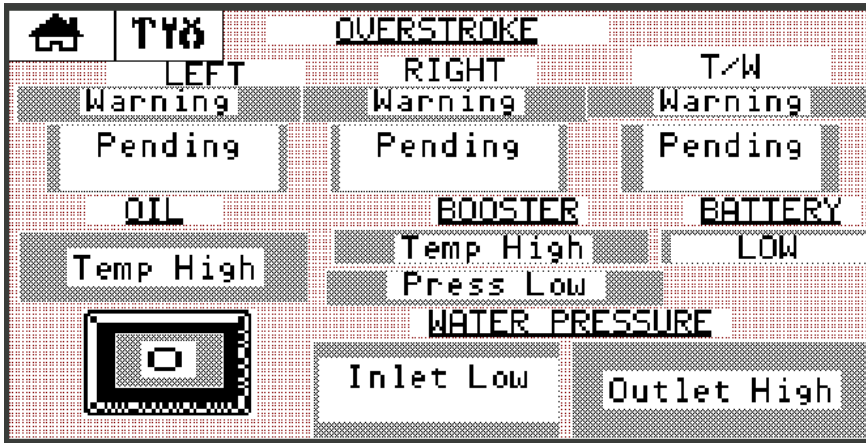 OVERSTROKE
LEFT RIGHT T/W
Warning Warning Warning
Pending Pending Pending
OIL BOOSTER BATTERY
Temp High Temp High LOW
Press Low
WATER PRESSURE
Inlet Low Outlet High